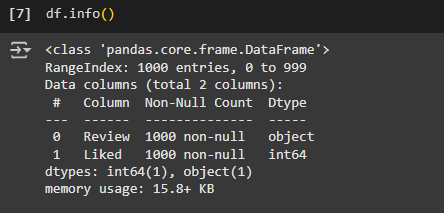 [7] df.info()
<class 'pandas.core.frame.DataFrame'>
RangeIndex: 1000 entries, 0 to 999
Data columns (total 2 columns):
 #   Column  Non-Null Count  Dtype
---  ------  --------------  -----
 0   Review  1000 non-null   object
 1   Liked   1000 non-null   int64
dtypes: int64(1), object(1)
memory usage: 15.8+ KB